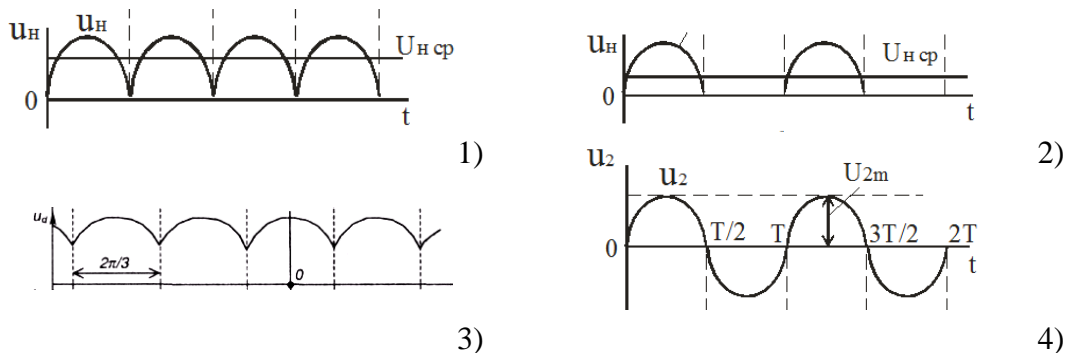 uн uн Uн ср
0
t
1)
uн Uн ср
0
t
2)
ud
2π/3 0
3)
u2
u2 U2m
0 T/2 T 3T/2 2T
t
4)